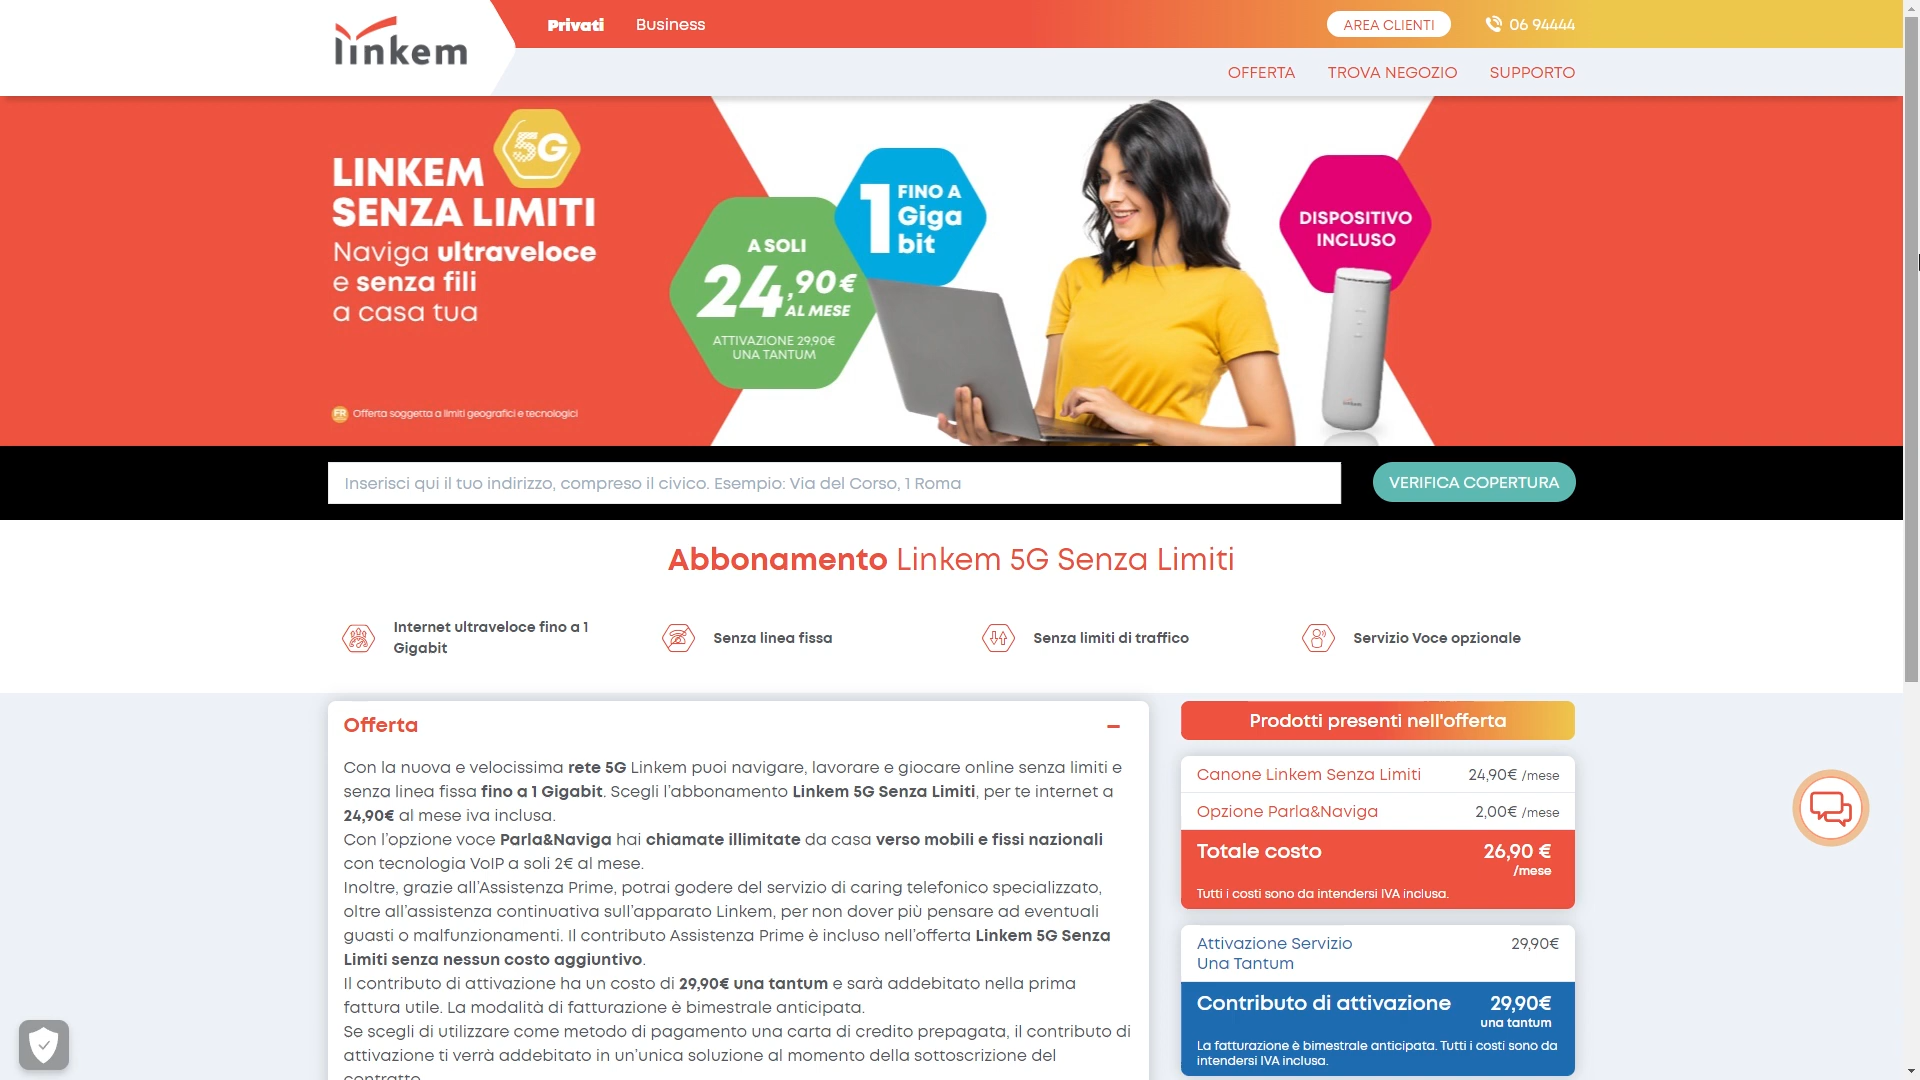 linkem
Privati
Business
AREA CLIENTI
06 94444
OFFERTA
TROVA NEGOZIO
SUPPORTO
LINKEM
5G
SENZA LIMITI
Naviga ultraveloce
e senza fili
a casa tua
FR Offerta soggetta a limiti geografici e tecnologici
A SOLI
24,90€
AL MESE
ATTIVAZIONE 29,90€
UNA TANTUM
1 FINO A
Giga
bit
DISPOSITIVO
INCLUSO
linkem
Inserisci qui il tuo indirizzo, compreso il civico. Esempio: Via del Corso, 1 Roma
VERIFICA COPERTURA
Abbonamento Linkem 5G Senza Limiti
Internet ultraveloce fino a 1
Gigabit
Senza linea fissa
Senza limiti di traffico
Servizio Voce opzionale
Offerta
Con la nuova e velocissima rete 5G Linkem puoi navigare, lavorare e giocare online senza limiti e
senza linea fissa fino a 1 Gigabit. Scegli l'abbonamento Linkem 5G Senza Limiti, per te internet a
24,90€ al mese iva inclusa.
Con l'opzione voce Parla&Naviga hai chiamate illimitate da casa verso mobili e fissi nazionali
con tecnologia VoIP a soli 2€ al mese.
Inoltre, grazie all'Assistenza Prime, potrai godere del servizio di caring telefonico specializzato,
oltre all'assistenza continuativa sull'apparato Linkem, per non dover più pensare ad eventuali
guasti o malfunzionamenti. Il contributo Assistenza Prime è incluso nell'offerta Linkem 5G Senza
Limiti senza nessun costo aggiuntivo.
Il contributo di attivazione ha un costo di 29,90€ una tantum e sarà addebitato nella prima
fattura utile. La modalità di fatturazione è bimestrale anticipata.
Se scegli di utilizzare come metodo di pagamento una carta di credito prepagata, il contributo di
attivazione ti verrà addebitato in un'unica soluzione al momento della sottoscrizione del
contratto.
Prodotti presenti nell'offerta
Canone Linkem Senza Limiti 24,90€ /mese
Opzione Parla&Naviga 2,00€ /mese
Totale costo 26,90 €
/mese
Tutti i costi sono da intendersi IVA inclusa.
Attivazione Servizio 29,90€
Una Tantum
Contributo di attivazione 29,90€
una tantum
La fatturazione è bimestrale anticipata. Tutti i costi sono da
intendersi IVA inclusa.